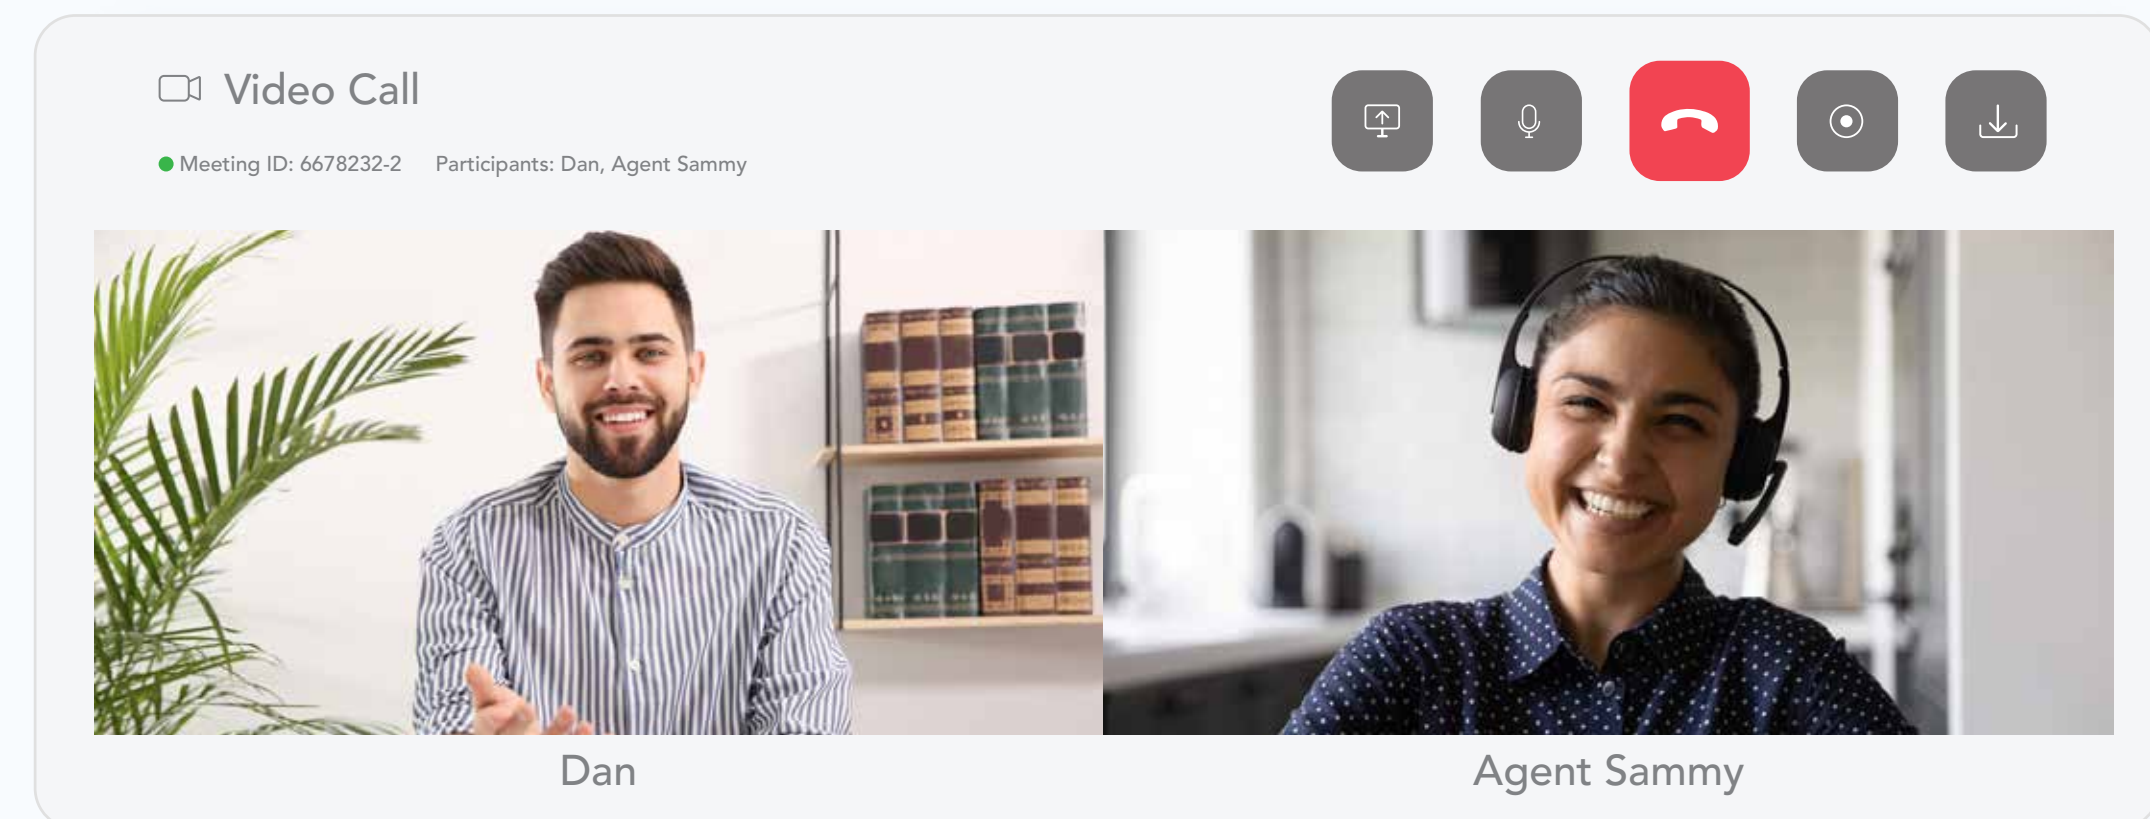 Video Call
Meeting ID: 6678232-2 Participants: Dan, Agent Sammy
Dan
Agent Sammy